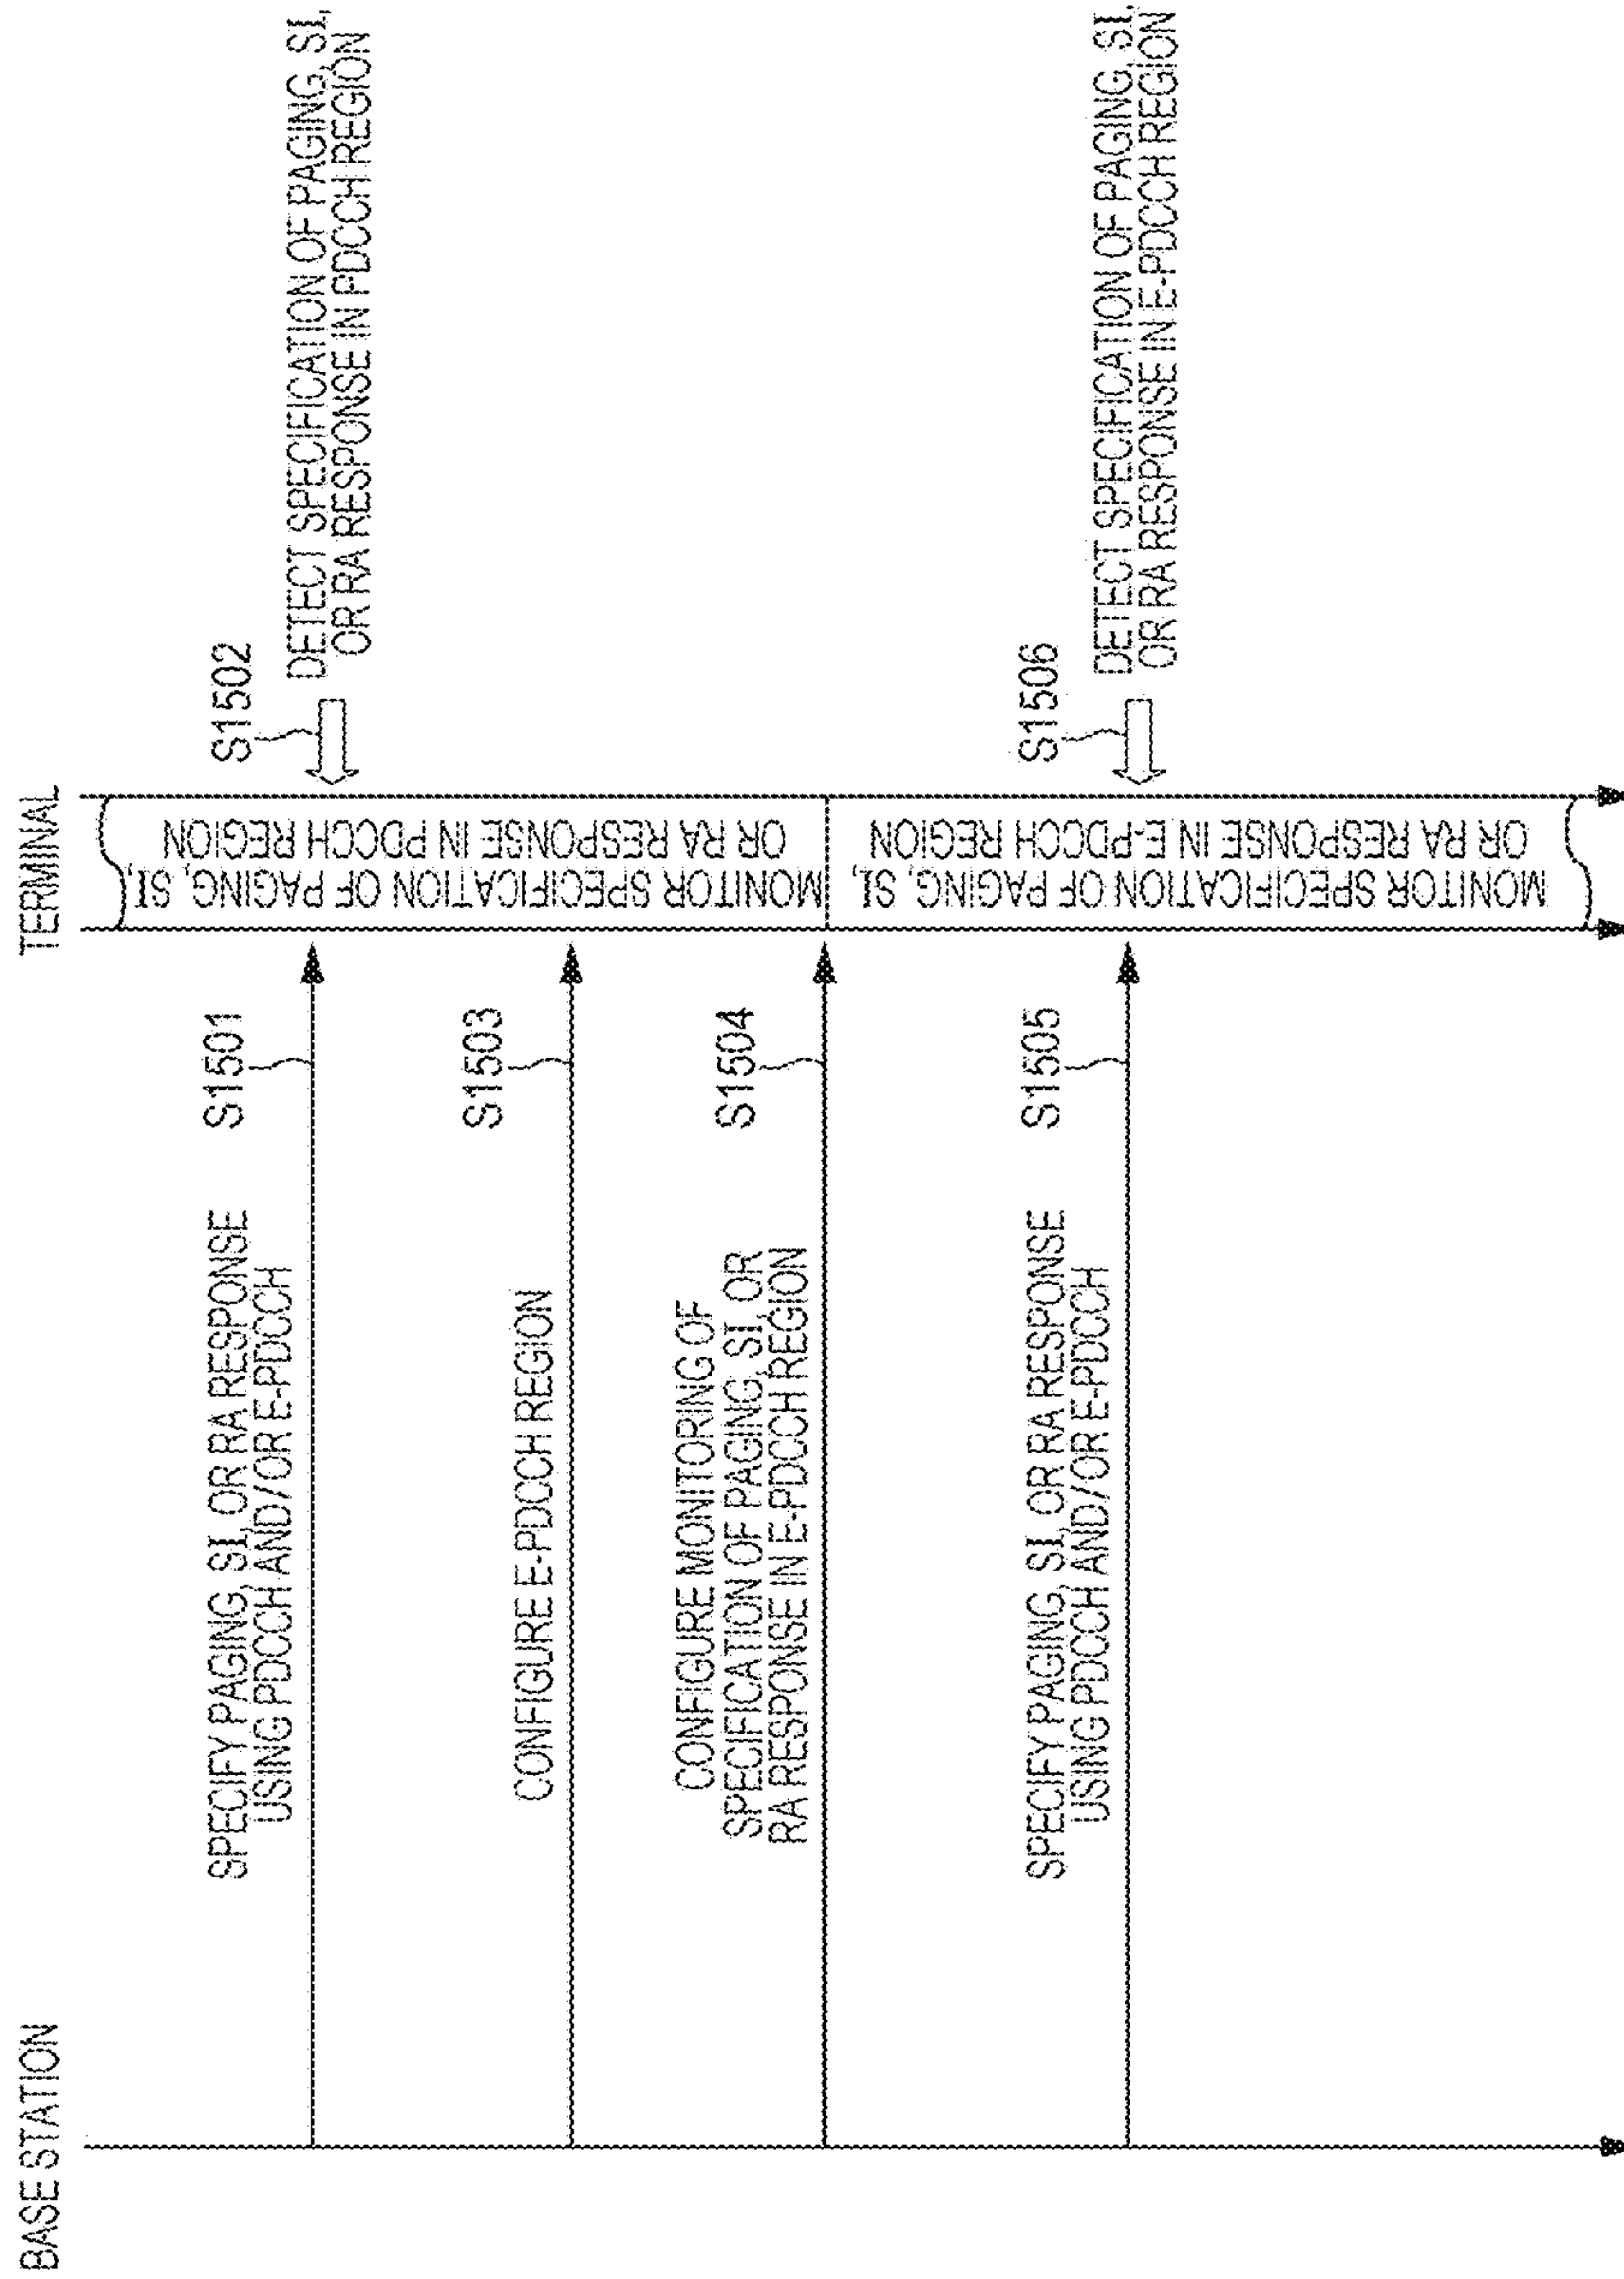 BASE STATION
TERMINAL
SPECIFY PAGING, SI, OR RA RESPONSE
USING PDCCH AND/OR E-PDCCH
S1501
S1502
DETECT SPECIFICATION OF PAGING, SI,
OR RA RESPONSE IN PDCCH REGION
MONITOR SPECIFICATION OF PAGING, SI,
OR RA RESPONSE IN PDCCH REGION
CONFIGURE E-PDCCH REGION
S1503
CONFIGURE MONITORING OF
SPECIFICATION OF PAGING, SI, OR
RA RESPONSE IN E-PDCCH REGION
S1504
MONITOR SPECIFICATION OF PAGING, SI,
OR RA RESPONSE IN E-PDCCH REGION
SPECIFY PAGING, SI, OR RA RESPONSE
USING PDCCH AND/OR E-PDCCH
S1505
S1506
DETECT SPECIFICATION OF PAGING, SI,
OR RA RESPONSE IN E-PDCCH REGION